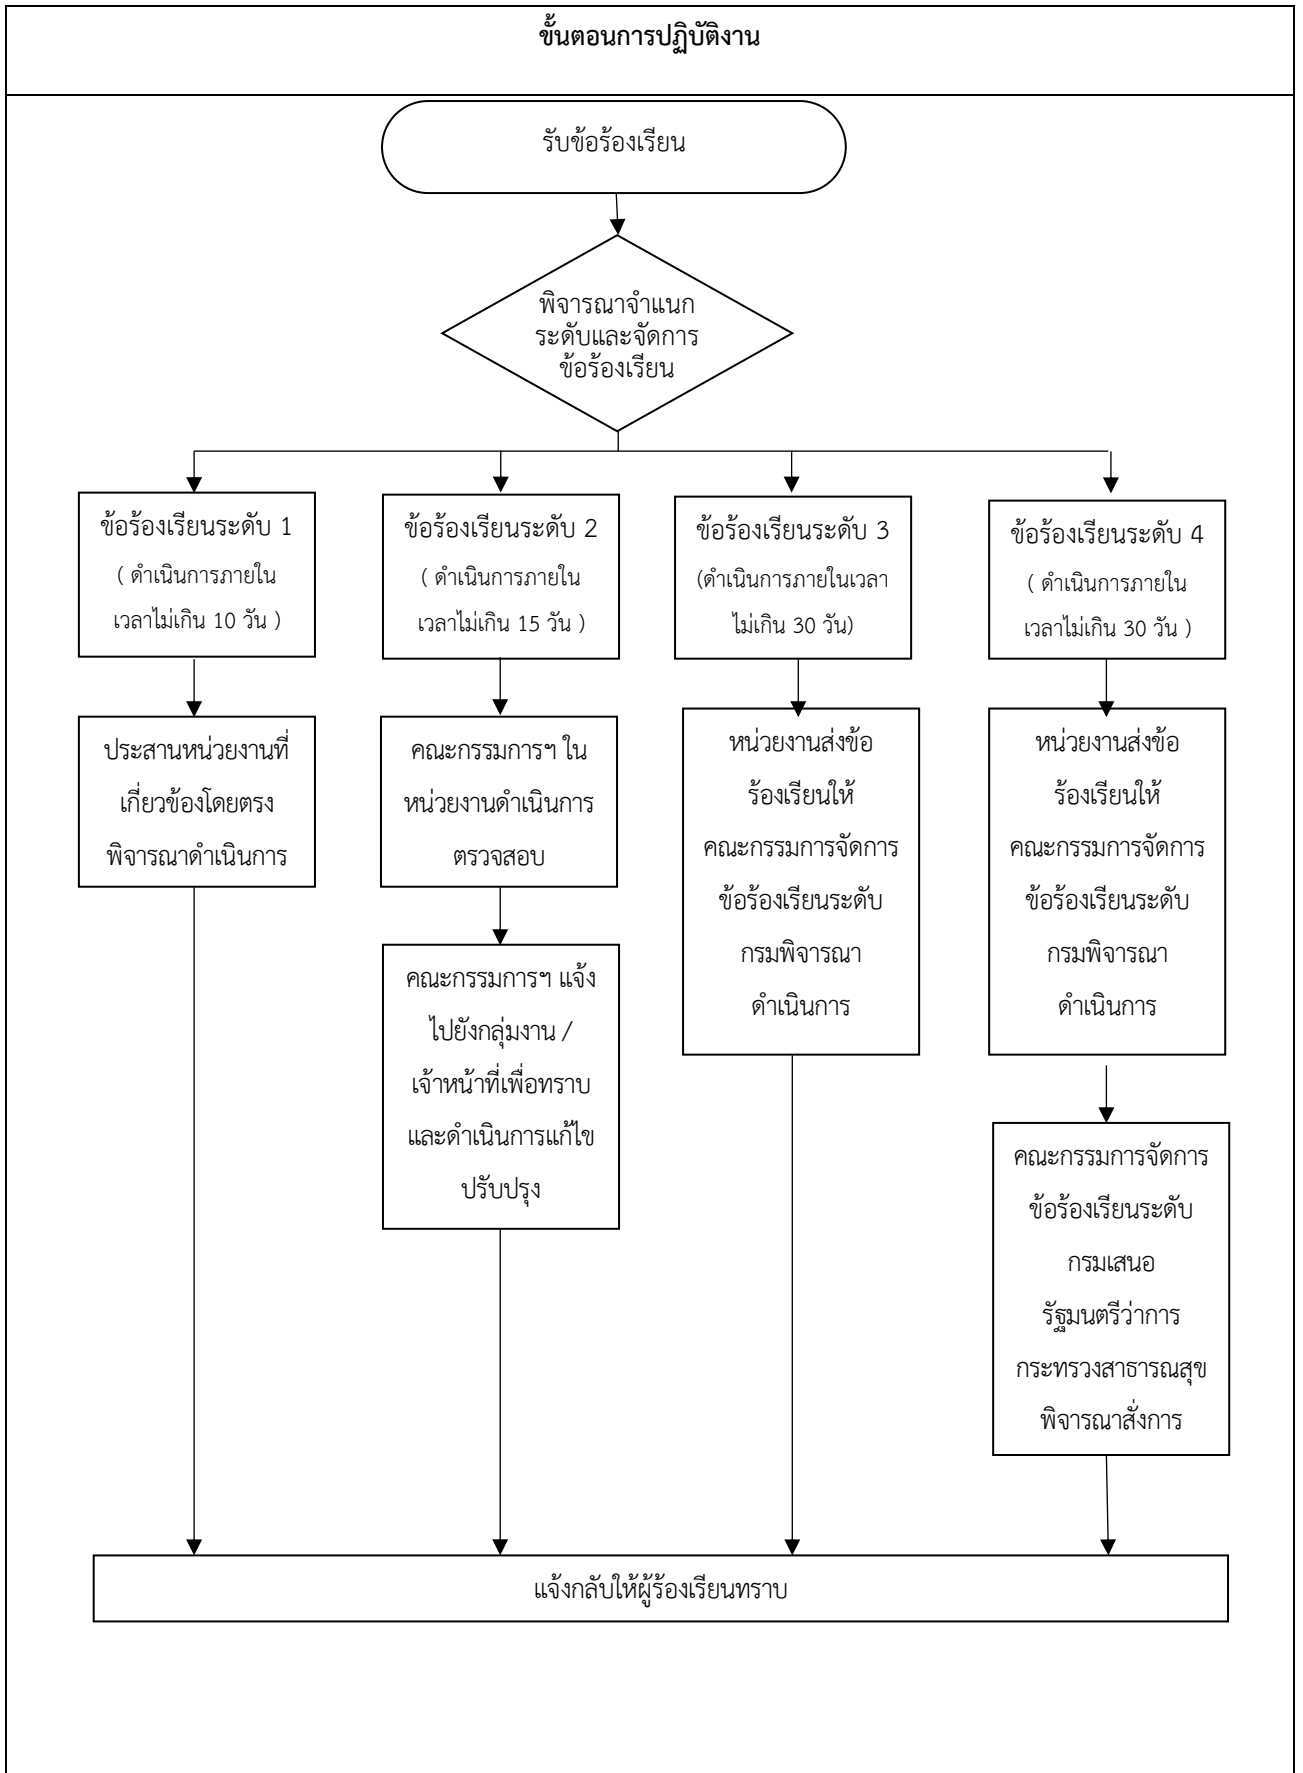 ขั้นตอนการปฏิบัติงาน
รับข้อร้องเรียน
พิจารณาจำแนก
ระดับและจัดการ
ข้อร้องเรียน
ข้อร้องเรียนระดับ 1
( ดำเนินการภายใน
เวลาไม่เกิน 10 วัน )
ข้อร้องเรียนระดับ 2
( ดำเนินการภายใน
เวลาไม่เกิน 15 วัน )
ข้อร้องเรียนระดับ 3
(ดำเนินการภายในเวลา
ไม่เกิน 30 วัน)
ข้อร้องเรียนระดับ 4
( ดำเนินการภายใน
เวลาไม่เกิน 30 วัน )
ประสานหน่วยงานที่
เกี่ยวข้องโดยตรง
พิจารณาดำเนินการ
คณะกรรมการฯ ใน
หน่วยงานดำเนินการ
ตรวจสอบ
หน่วยงานส่งข้อ
ร้องเรียนให้
คณะกรรมการจัดการ
ข้อร้องเรียนระดับ
กรมพิจารณา
ดำเนินการ
หน่วยงานส่งข้อ
ร้องเรียนให้
คณะกรรมการจัดการ
ข้อร้องเรียนระดับ
กรมพิจารณา
ดำเนินการ
คณะกรรมการฯ แจ้ง
ไปยังกลุ่มงาน /
เจ้าหน้าที่เพื่อทราบ
และดำเนินการแก้ไข
ปรับปรุง
คณะกรรมการจัดการ
ข้อร้องเรียนระดับ
กรมเสนอ
รัฐมนตรีว่าการ
กระทรวงสาธารณสุข
พิจารณาสั่งการ
แจ้งกลับให้ผู้ร้องเรียนทราบ